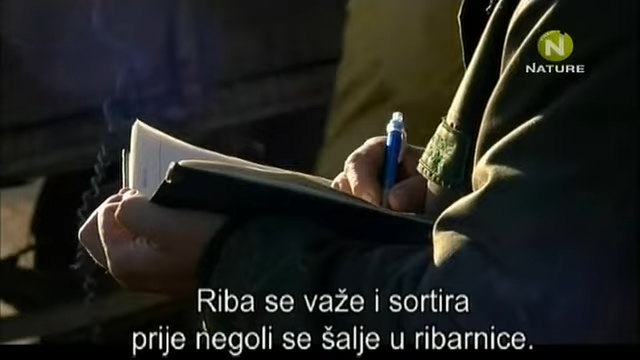 N
NATURE
Riba se važe i sortira
prije negoli se šalje u ribarnice.